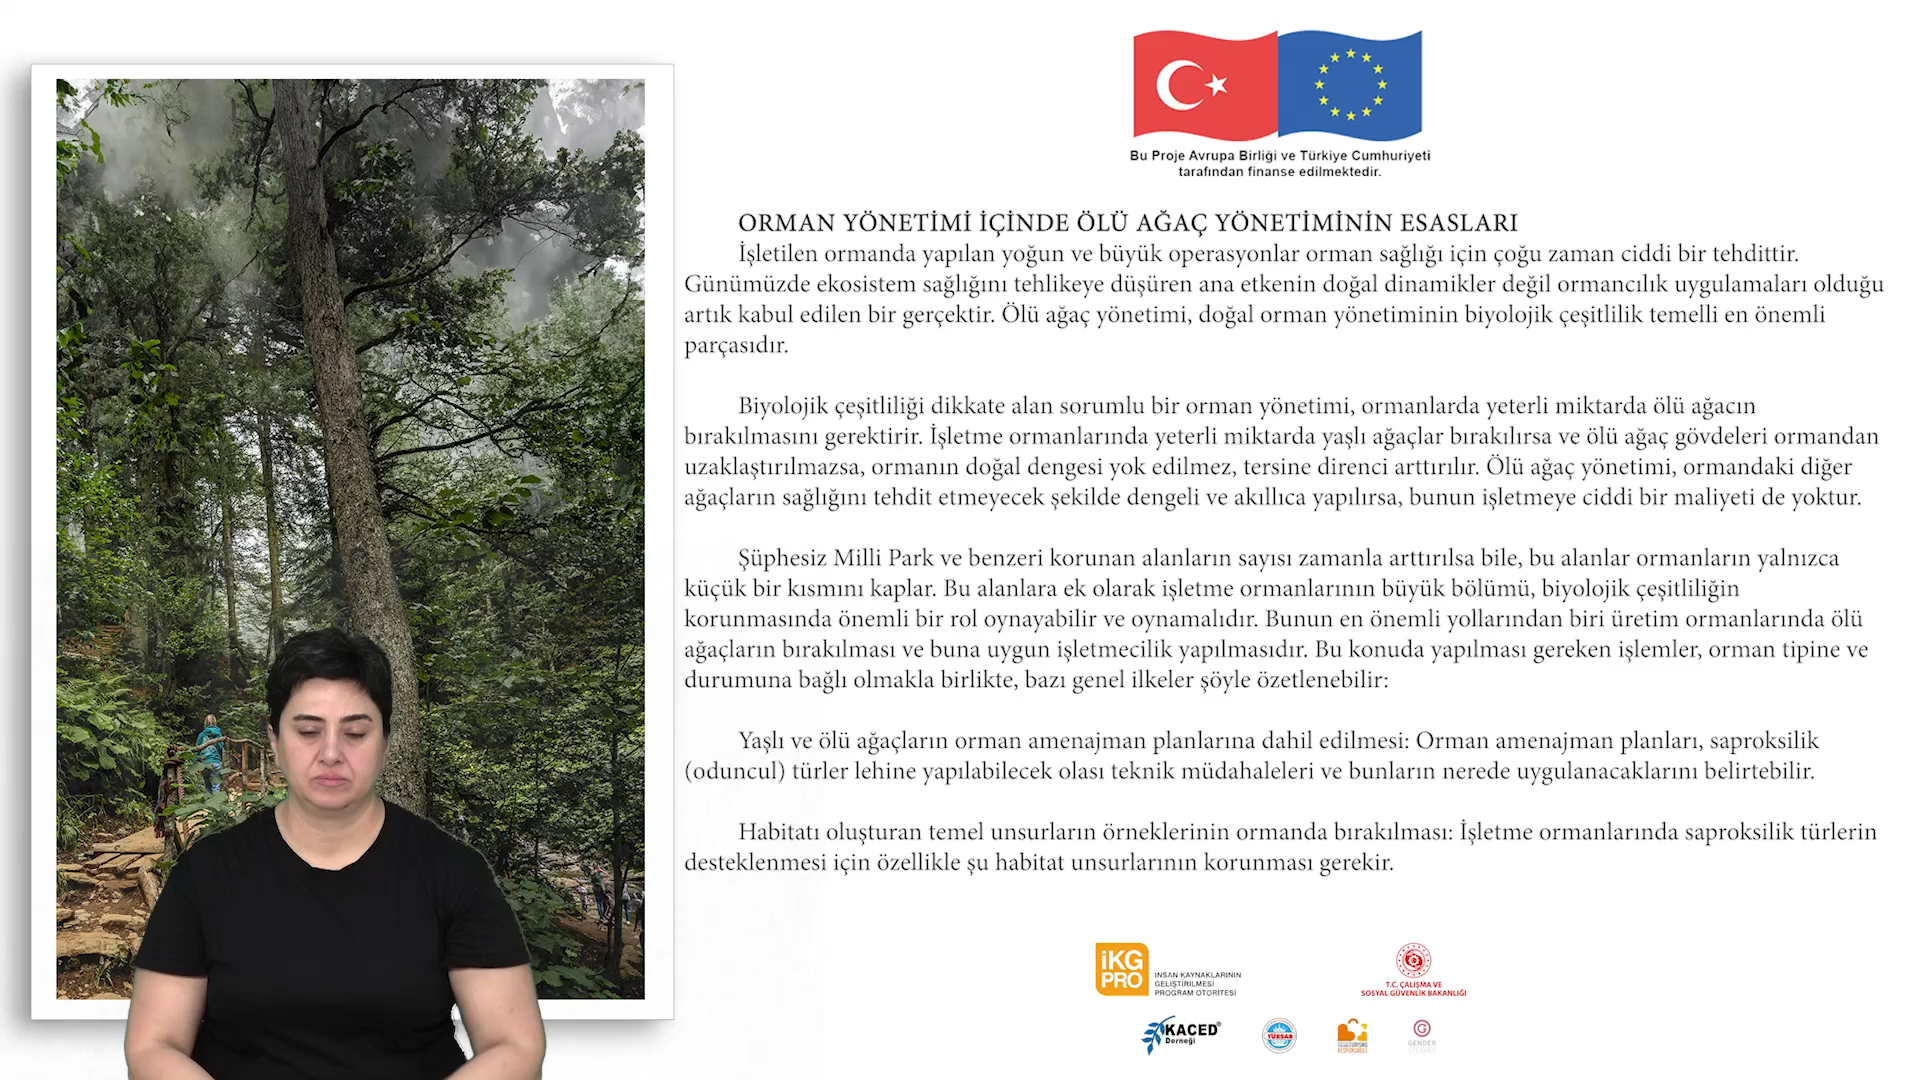 Bu Proje Avrupa Birliği ve Türkiye Cumhuriyeti
tarafından finanse edilmektedir.
ORMAN YÖNETİMİ İÇİNDE ÖLÜ AĞAÇ YÖNETİMİNİN ESASLARI
İşletilen ormanda yapılan yoğun ve büyük operasyonlar orman sağlığı için çoğu zaman ciddi bir tehdittir.
Günümüzde ekosistem sağlığını tehlikeye düşüren ana etkenin doğal dinamikler değil ormancılık uygulamaları olduğu
artık kabul edilen bir gerçektir. Ölü ağaç yönetimi, doğal orman yönetiminin biyolojik çeşitlilik temelli en önemli
parçasıdır.
Biyolojik çeşitliliği dikkate alan sorumlu bir orman yönetimi, ormanlarda yeterli miktarda ölü ağacın
bırakılmasını gerektirir. İşletme ormanlarında yeterli miktarda yaşlı ağaçlar bırakılırsa ve ölü ağaç gövdeleri ormandan
uzaklaştırılmazsa, ormanın doğal dengesi yok edilmez, tersine direnci arttırılır. Ölü ağaç yönetimi, ormandaki diğer
ağaçların sağlığını tehdit etmeyecek şekilde dengeli ve akıllıca yapılırsa, bunun işletmeye ciddi bir maliyeti de yoktur.
Şüphesiz Milli Park ve benzeri korunan alanların sayısı zamanla arttırılsa bile, bu alanlar ormanların yalnızca
küçük bir kısmını kaplar. Bu alanlara ek olarak işletme ormanlarının büyük bölümü, biyolojik çeşitliliğin
korunmasında önemli bir rol oynayabilir ve oynamalıdır. Bunun en önemli yollarından biri üretim ormanlarında ölü
ağaçların bırakılması ve buna uygun işletmecilik yapılmasıdır. Bu konuda yapılması gereken işlemler, orman tipine ve
durumuna bağlı olmakla birlikte, bazı genel ilkeler şöyle özetlenebilir:
Yaşlı ve ölü ağaçların orman amenajman planlarına dahil edilmesi: Orman amenajman planları, saproksilik
(oduncul) türler lehine yapılabilecek olası teknik müdahaleleri ve bunların nerede uygulanacaklarını belirtebilir.
Habitatı oluşturan temel unsurların örneklerinin ormanda bırakılması: İşletme ormanlarında saproksilik türlerin
desteklenmesi için özellikle şu habitat unsurlarının korunması gerekir.
iKG
PRO
İNSAN KAYNAKLARININ
GELİŞTİRİLMESİ
PROGRAM OTORİTESİ
T.C. ÇALIŞMA VE
SOSYAL GÜVENLİK BAKANLIĞI
KACED®
Derneği
TÜRSAB
RESPONSABILE
G
GENDER
STUDIES